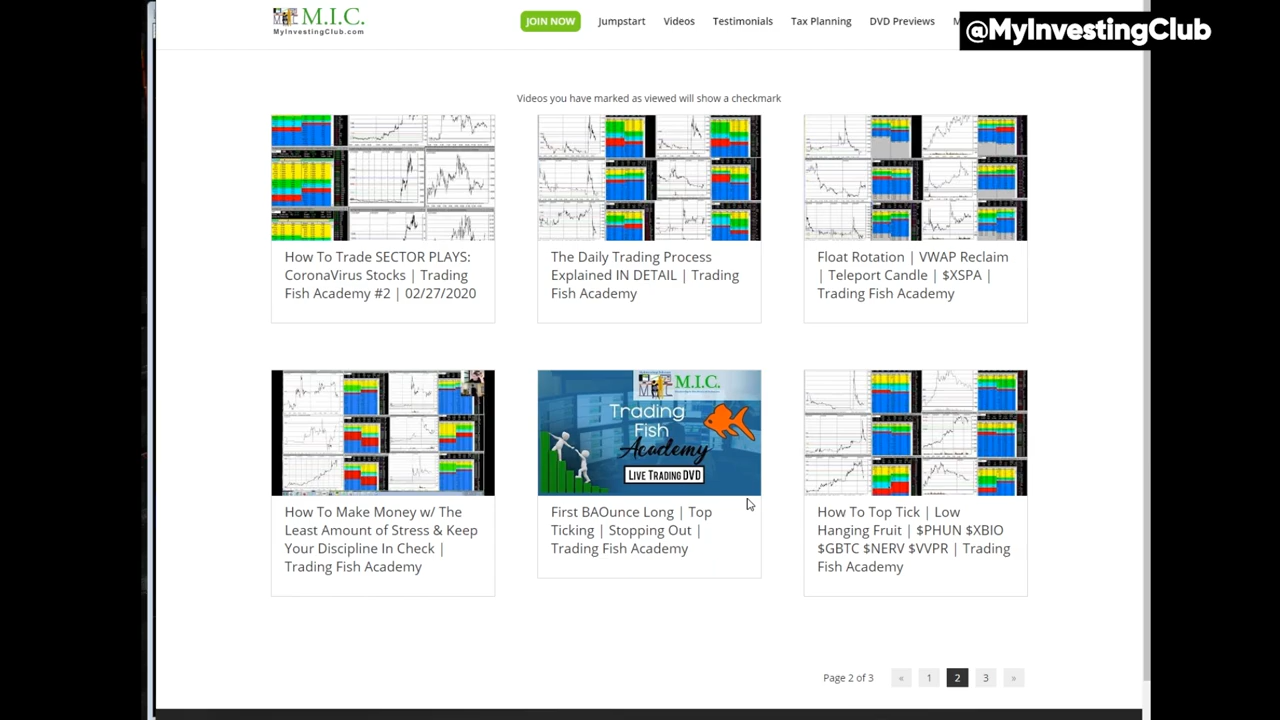 M.I.C.
MyInvestingClub.com
JOIN NOW Jumpstart Videos Testimonials Tax Planning DVD Previews
@MyInvestingClub
Videos you have marked as viewed will show a checkmark
How To Trade SECTOR PLAYS:
CoronaVirus Stocks | Trading
Fish Academy #2 | 02/27/2020
The Daily Trading Process
Explained IN DETAIL | Trading
Fish Academy
Float Rotation | VWAP Reclaim
| Teleport Candle | $XSPA |
Trading Fish Academy
M.I.C.
Trading
Fish
Academy
LIVE TRADING DVD
How To Make Money w/ The
Least Amount of Stress & Keep
Your Discipline In Check |
Trading Fish Academy
First BAOunce Long | Top
Ticking | Stopping Out |
Trading Fish Academy
How To Top Tick | Low
Hanging Fruit | $PHUN $XBIO
$GBTC $NERV $VVPR | Trading
Fish Academy
Page 2 of 3 « 1 2 3 »